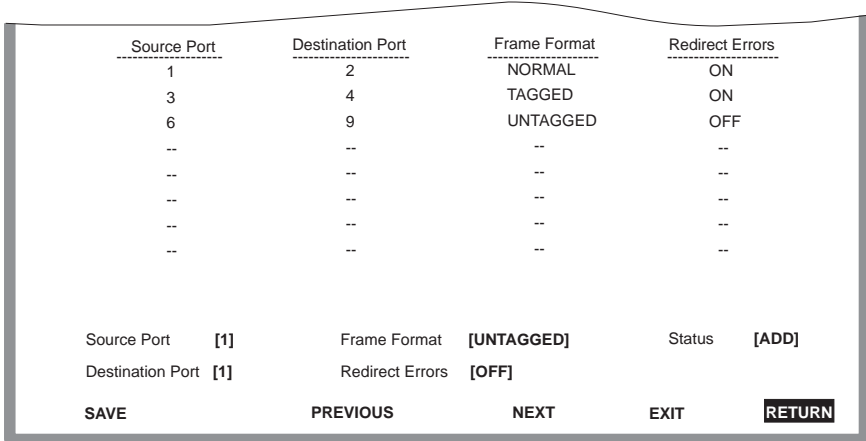 Source Port Destination Port Frame Format Redirect Errors
----------------- --------------------- ------------------- ---------------------
1 2 NORMAL ON
3 4 TAGGED ON
6 9 UNTAGGED OFF
-- -- -- --
-- -- -- --
-- -- -- --
-- -- -- --
-- -- -- --
Source Port [1] Frame Format [UNTAGGED] Status [ADD]
Destination Port [1] Redirect Errors [OFF]
SAVE PREVIOUS NEXT EXIT RETURN